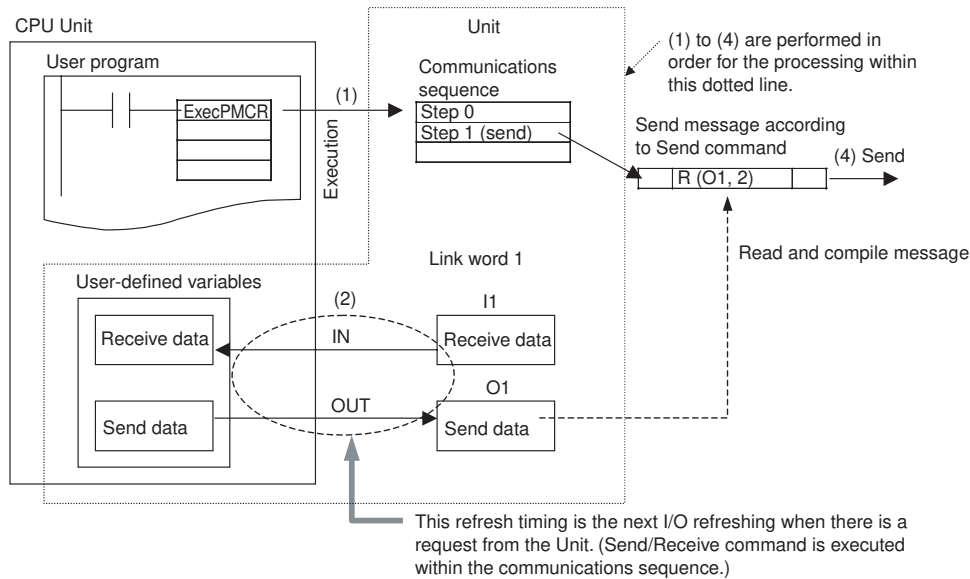 CPU Unit
Unit
(1) to (4) are performed in
order for the processing within
this dotted line.
User program
Communications
sequence
ExecPMCR
(1)
Execution
Step 0
Step 1 (send)
Send message according
to Send command
R (O1, 2)
(4) Send
Read and compile message
Link word 1
User-defined variables
(2)
I1
Receive data
IN
Receive data
O1
Send data
OUT
Send data
This refresh timing is the next I/O refreshing when there is a
request from the Unit. (Send/Receive command is executed
within the communications sequence.)